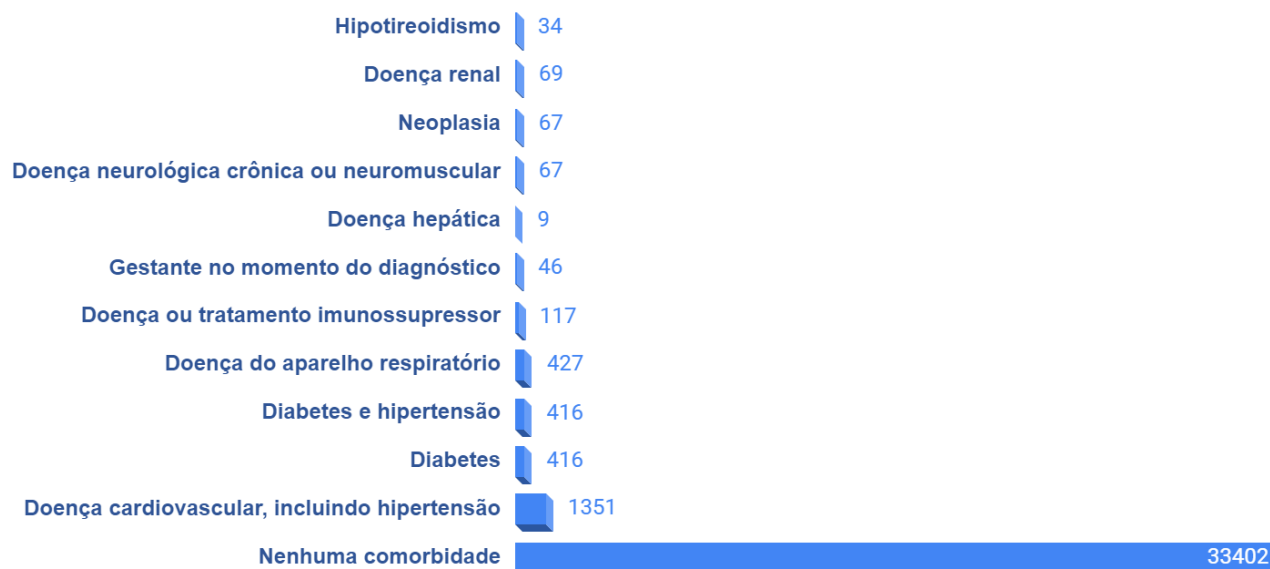 Hipotireoidismo 34
Doença renal 69
Neoplasia 67
Doença neurológica crônica ou neuromuscular 67
Doença hepática 9
Gestante no momento do diagnóstico 46
Doença ou tratamento imunossupressor 117
Doença do aparelho respiratório 427
Diabetes e hipertensão 416
Diabetes 416
Doença cardiovascular, incluindo hipertensão 1351
Nenhuma comorbidade 33402